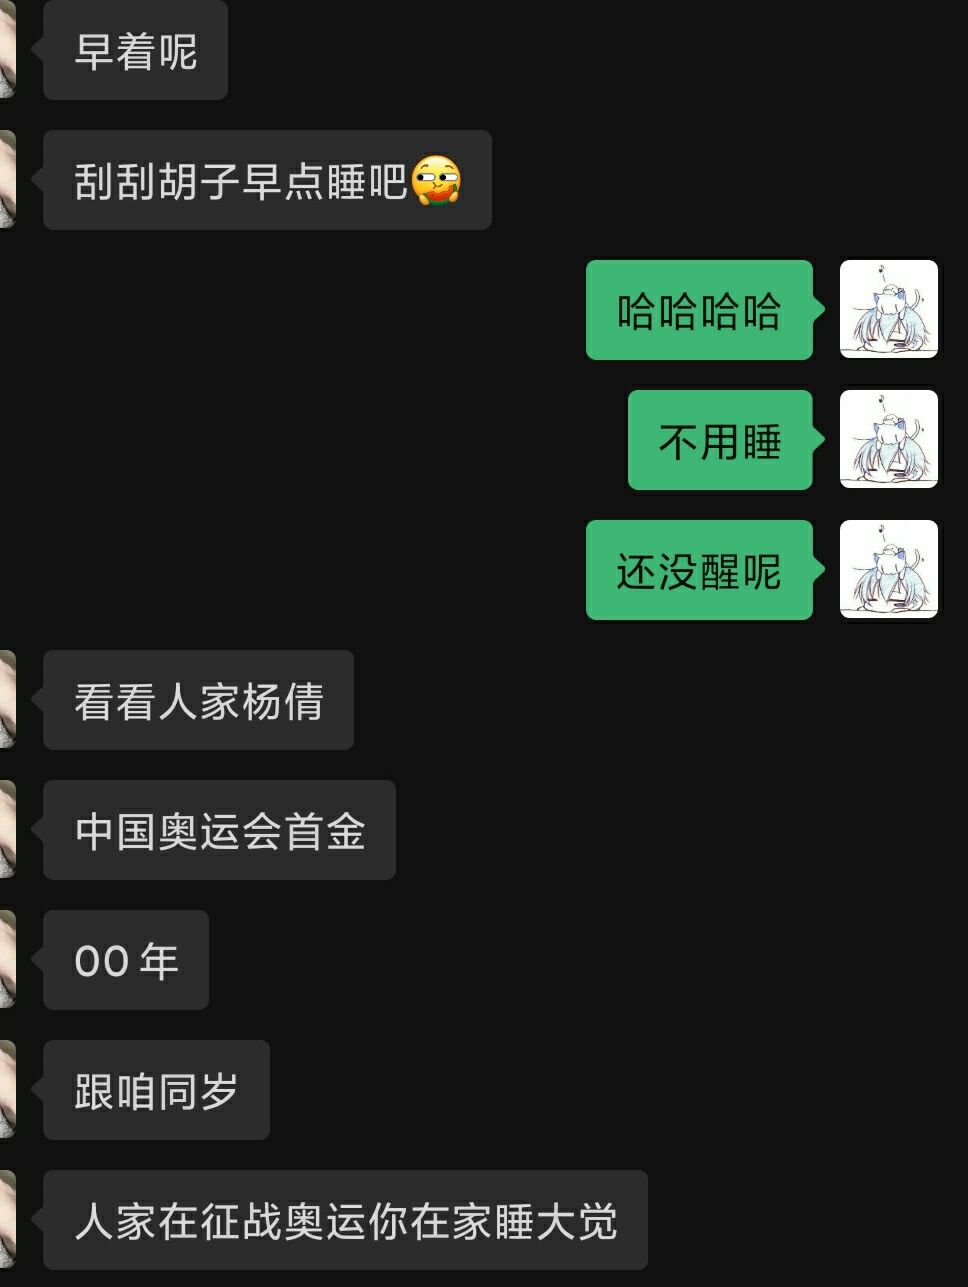 早着呢
刮刮胡子早点睡吧
哈哈哈哈
不用睡
还没醒呢
看看人家杨倩
中国奥运会首金
00年
跟咱同岁
人家在征战奥运你在家睡大觉